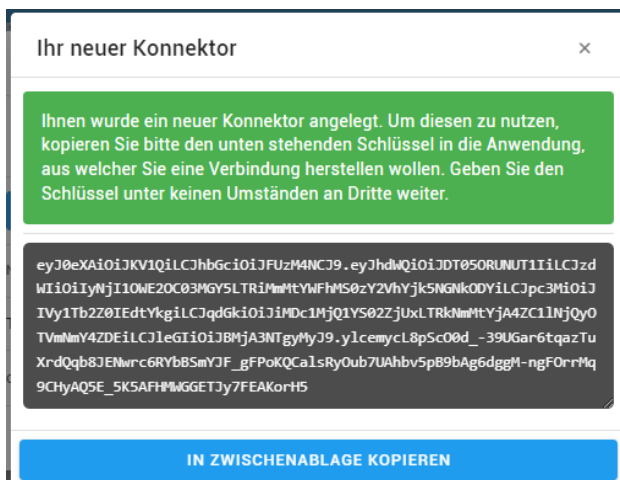 Ihr neuer Konnektor
×
Ihnen wurde ein neuer Konnektor angelegt. Um diesen zu nutzen,
kopieren Sie bitte den unten stehenden Schlüssel in die Anwendung,
aus welcher Sie eine Verbindung herstellen wollen. Geben Sie den
Schlüssel unter keinen Umständen an Dritte weiter.
eyJ0eXAiOiJKV1QiLCJhbGciOiJFUzM4NCJ9.eyJhdWQiOiJDT05ORUNUT1IiLCJzd
WIiOiIyNjI1OWE2OC03MGY5LTRiMmMtYWFhMS0zY2VhYjk5NGNkODYiLCJpc3MiOiJ
IVy1Tb2Z0IEdtYkgiLCJqdGkiOiJiMDc1MjQ1YS02ZjUxLTRkNmMtYjA4ZC1lNjQyO
TVmNmY4ZDEiLCJleGIiOiJBMjA3NTgyMyJ9.ylcemycL8pScO0d_-39UGar6tqazTu
XrdQqb8JENwrc6RYbBSmYJF_gFPoKQCalsRyOub7UAhbv5pB9bAg6dggM-ngFOrrMq
9CHyAQ5E_5K5AFHMWGGETJy7FEAKorH5
IN ZWISCHENABLAGE KOPIEREN